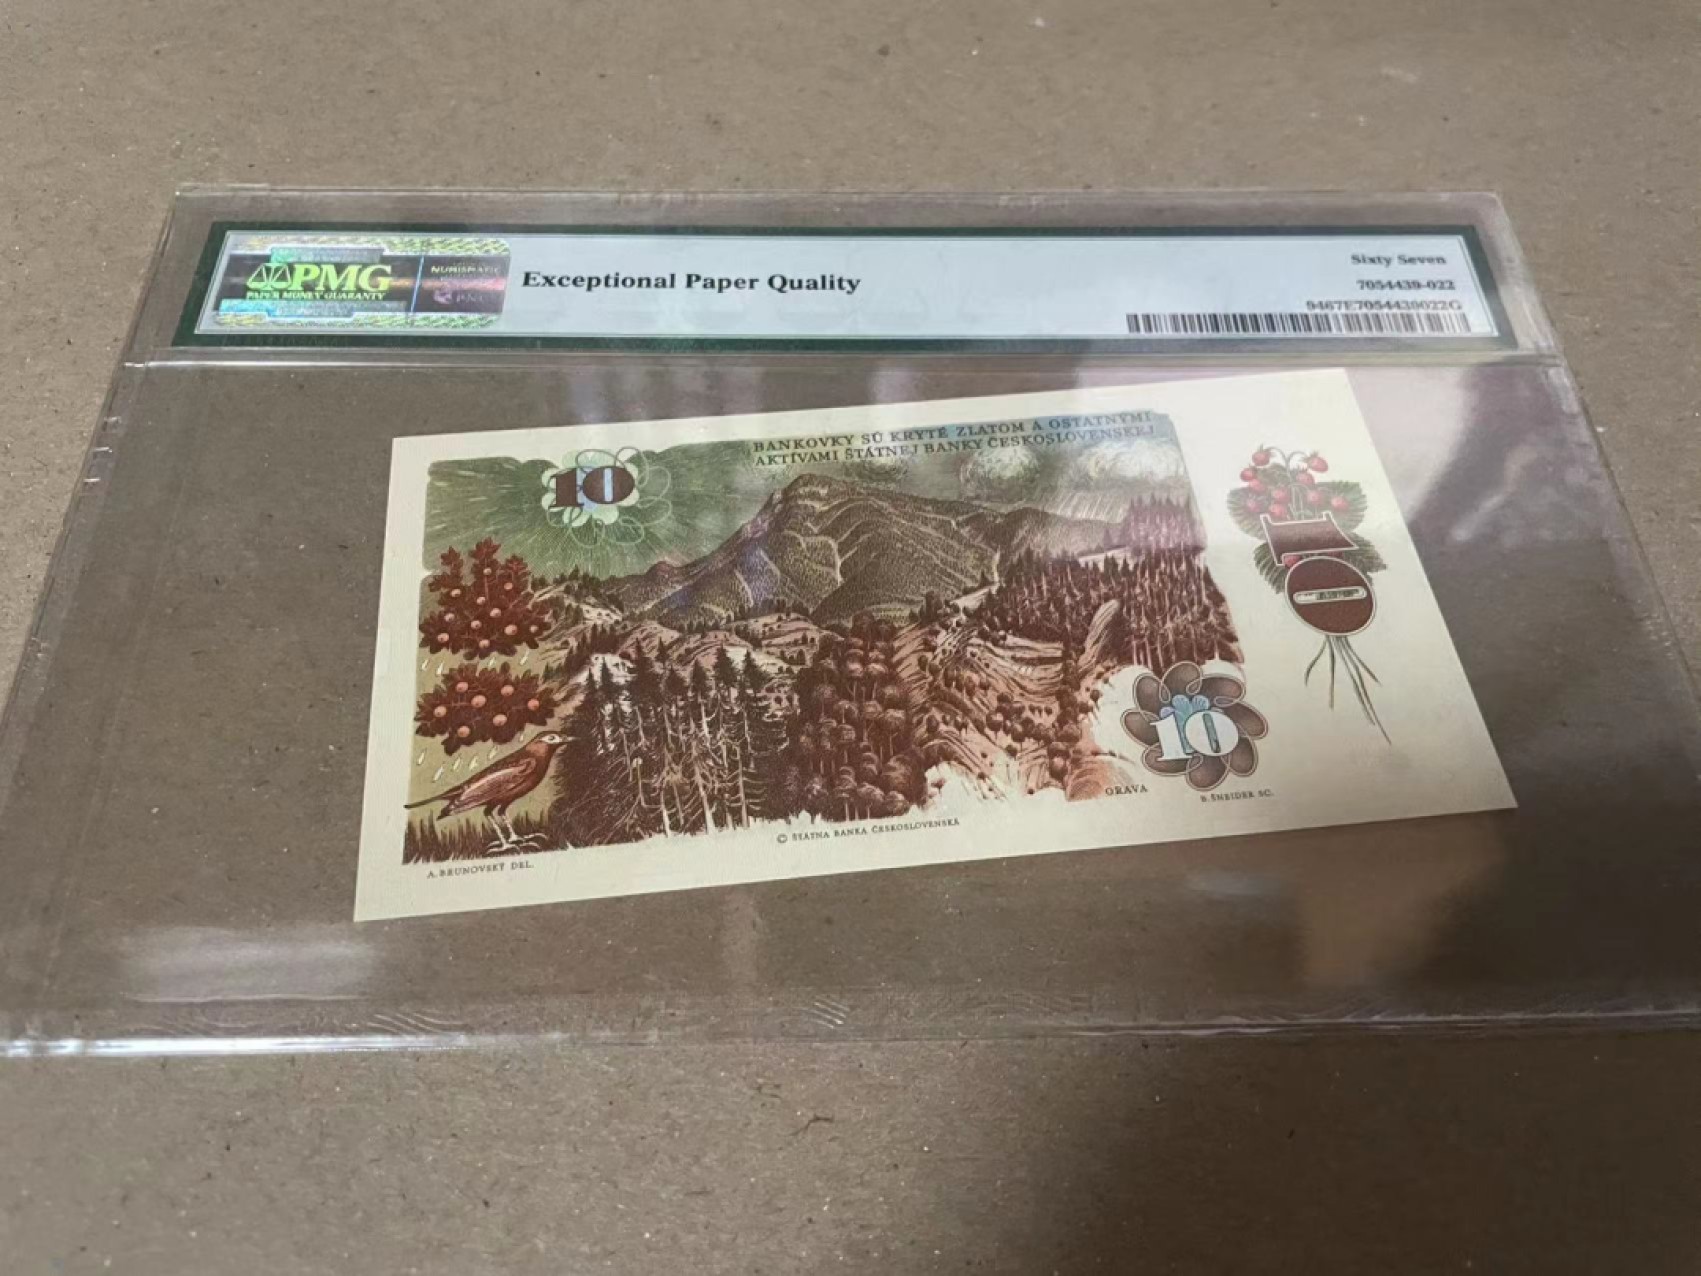 PMG
PAPER MONEY GUARANTY
NUMISMATIC
Exceptional Paper Quality
Sixty Seven
7054439-022
9467E7054439022G
BANKOVKY SÚ KRYTÉ ZLATOM A OSTATNÝMI
AKTÍVAMI ŠTÁTNEJ BANKY ČESKOSLOVENSKEJ
10
10
10
ORAVA
A. BRUNOVSKÝ DEL.
© ŠTÁTNA BANKA ČESKOSLOVENSKÁ
B. ŠNEIDER SC.